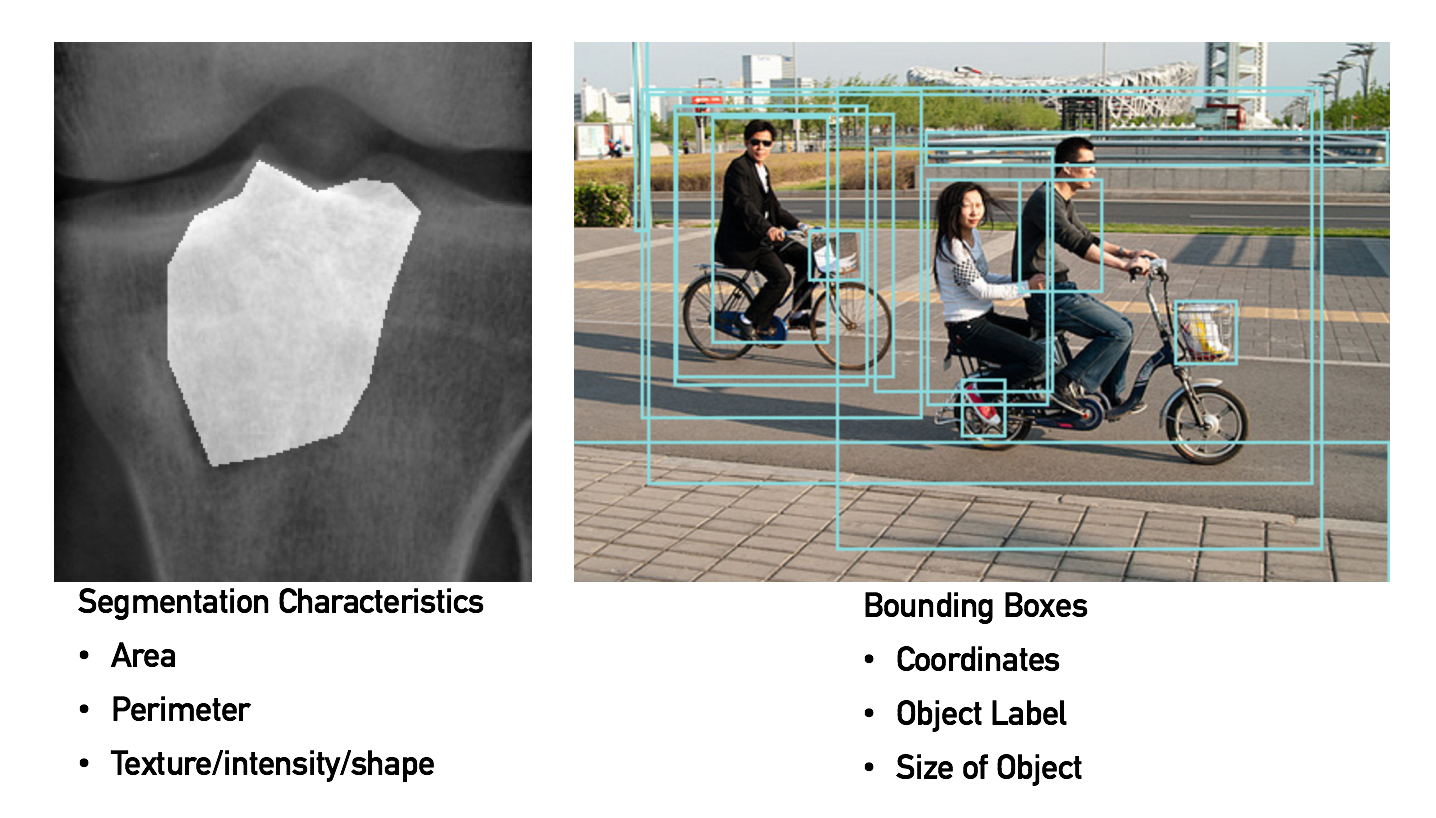 Segmentation Characteristics
• Area
• Perimeter
• Texture/intensity/shape
Bounding Boxes
• Coordinates
• Object Label
• Size of Object